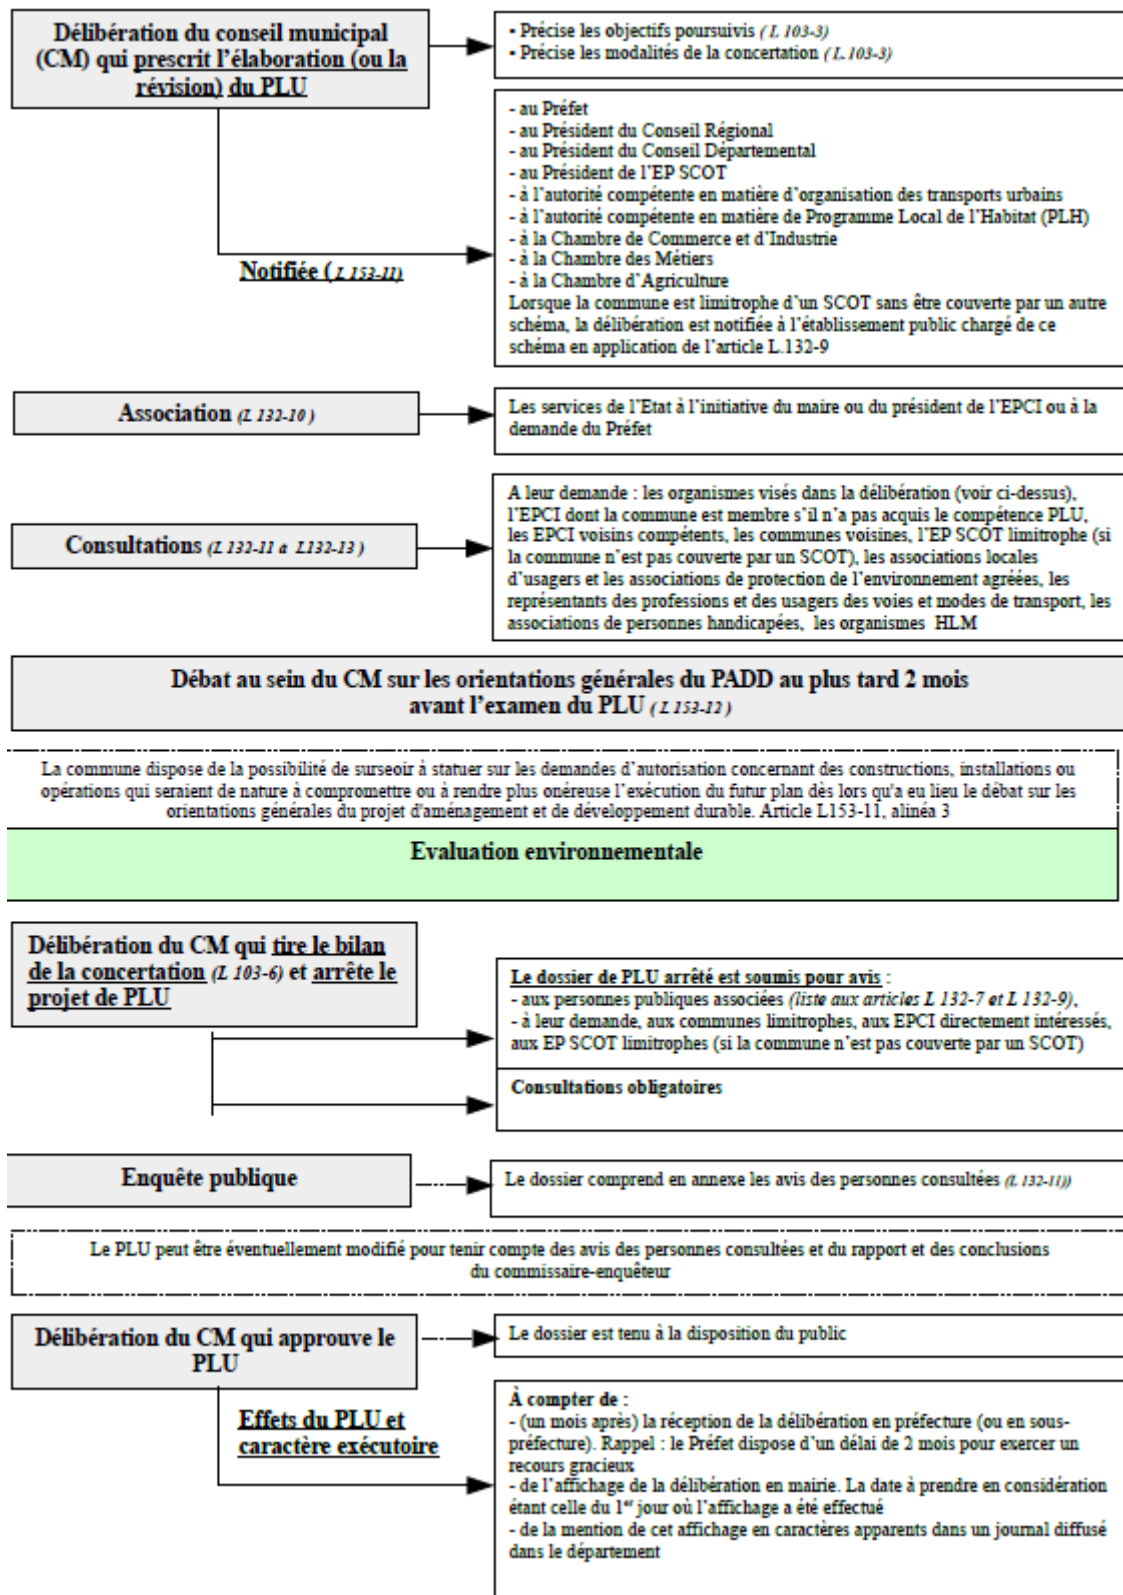 Délibération du conseil municipal
(CM) qui prescrit l'élaboration (ou la
révision) du PLU
▪ Précise les objectifs poursuivis ( L 103-3)
▪ Précise les modalités de la concertation ( L. 103-3)
- au Préfet
- au Président du Conseil Régional
- au Président du Conseil Départemental
- au Président de l'EP SCOT
- à l'autorité compétente en matière d'organisation des transports urbains
- à l'autorité compétente en matière de Programme Local de l'Habitat (PLH)
- à la Chambre de Commerce et d'Industrie
- à la Chambre des Métiers
- à la Chambre d'Agriculture
Lorsque la commune est limitrophe d'un SCOT sans être couverte par un autre
schéma, la délibération est notifiée à l'établissement public chargé de ce
schéma en application de l'article L.132-9
Notifiée ( L 153-11)
Association (L 132-10 )
Les services de l'Etat à l'initiative du maire ou du président de l'EPCI ou à la
demande du Préfet
Consultations (L 132-11 a L132-13 )
A leur demande : les organismes visés dans la délibération (voir ci-dessus),
l'EPCI dont la commune est membre s'il n'a pas acquis le compétence PLU,
les EPCI voisins compétents, les communes voisines, l'EP SCOT limitrophe (si
la commune n'est pas couverte par un SCOT), les associations locales
d'usagers et les associations de protection de l'environnement agréées, les
représentants des professions et des usagers des voies et modes de transport, les
associations de personnes handicapées, les organismes HLM
Débat au sein du CM sur les orientations générales du PADD au plus tard 2 mois
avant l'examen du PLU ( L 153-12 )
La commune dispose de la possibilité de surseoir à statuer sur les demandes d'autorisation concernant des constructions, installations ou
opérations qui seraient de nature à compromettre ou à rendre plus onéreuse l'exécution du futur plan dès lors qu'a eu lieu le débat sur les
orientations générales du projet d'aménagement et de développement durable. Article L153-11, alinéa 3
Evaluation environnementale
Délibération du CM qui tire le bilan
de la concertation (L 103-6) et arrête le
projet de PLU
Le dossier de PLU arrêté est soumis pour avis :
- aux personnes publiques associées (liste aux articles L 132-7 et L 132-9),
- à leur demande, aux communes limitrophes, aux EPCI directement intéressés,
aux EP SCOT limitrophes (si la commune n'est pas couverte par un SCOT)
Consultations obligatoires
Enquête publique
Le dossier comprend en annexe les avis des personnes consultées (L 132-11))
Le PLU peut être éventuellement modifié pour tenir compte des avis des personnes consultées et du rapport et des conclusions
du commissaire-enquêteur
Délibération du CM qui approuve le
PLU
Le dossier est tenu à la disposition du public
Effets du PLU et
caractère exécutoire
À compter de :
- (un mois après) la réception de la délibération en préfecture (ou en sous-
préfecture). Rappel : le Préfet dispose d'un délai de 2 mois pour exercer un
recours gracieux
- de l'affichage de la délibération en mairie. La date à prendre en considération
étant celle du 1er jour où l'affichage a été effectué
- de la mention de cet affichage en caractères apparents dans un journal diffusé
dans le département